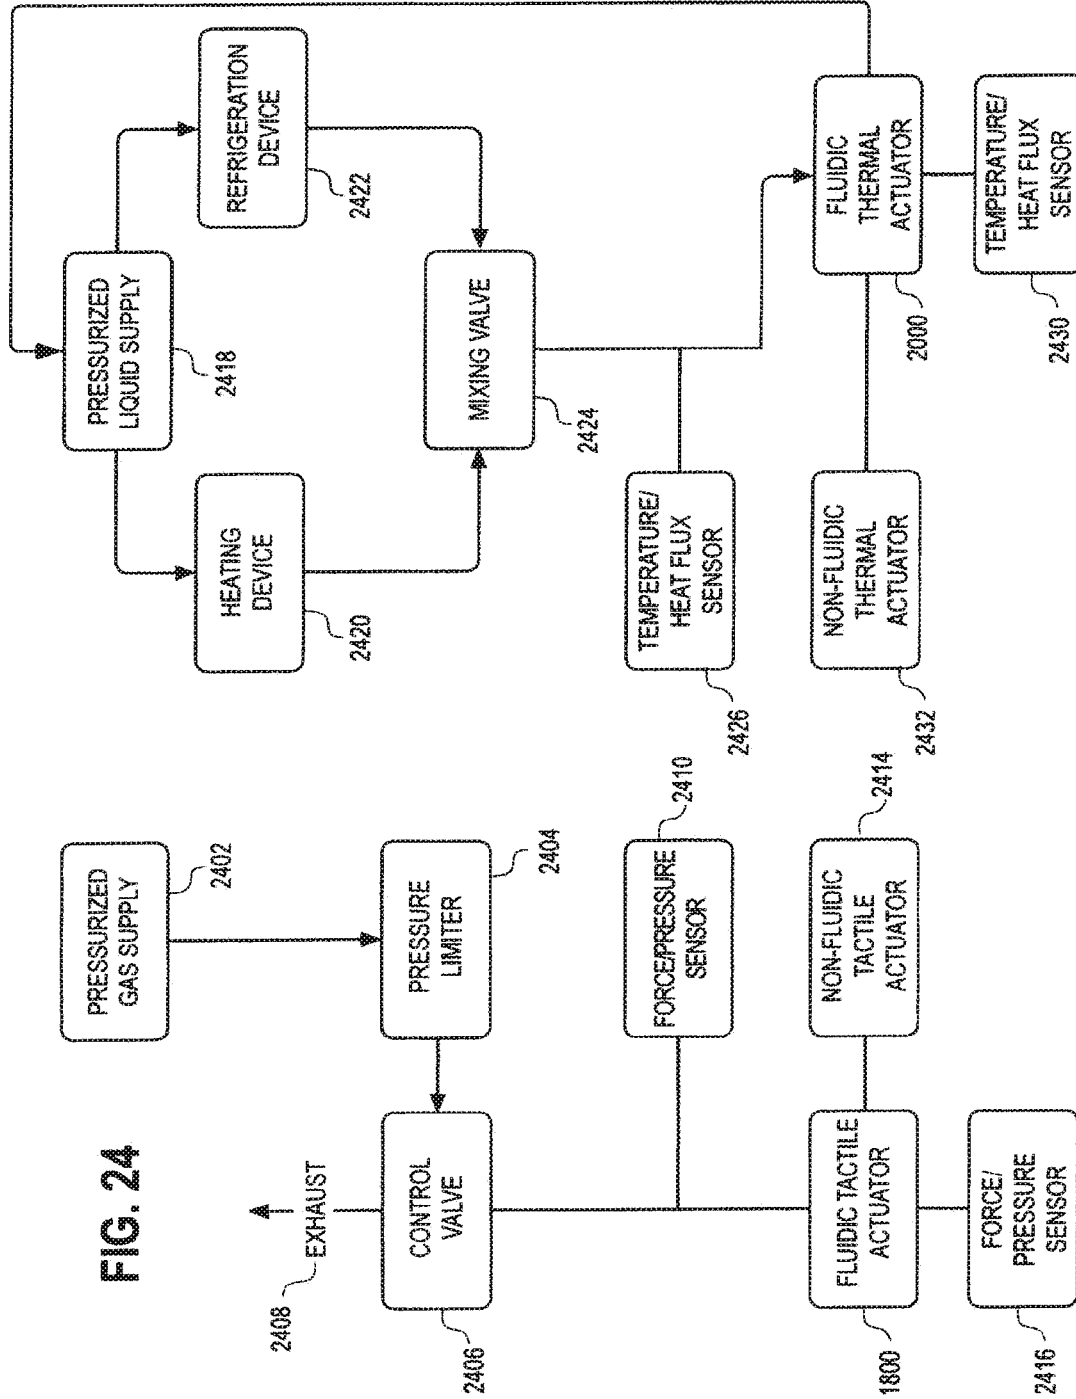 FIG. 24
2408
EXHAUST
2406
CONTROL
VALVE
1800
FLUIDIC TACTILE
ACTUATOR
2416
FORCE/
PRESSURE
SENSOR
PRESSURIZED
GAS SUPPLY
2402
PRESSURE
LIMITER
2404
FORCE/PRESSURE
SENSOR
2410
NON-FLUIDIC
TACTILE
ACTUATOR
2414
PRESSURIZED
LIQUID SUPPLY
2418
HEATING
DEVICE
2420
REFRIGERATION
DEVICE
2422
MIXING VALVE
2424
TEMPERATURE/
HEAT FLUX
SENSOR
2426
NON-FLUIDIC
THERMAL
ACTUATOR
2432
FLUIDIC
THERMAL
ACTUATOR
2000
TEMPERATURE/
HEAT FLUX
SENSOR
2430